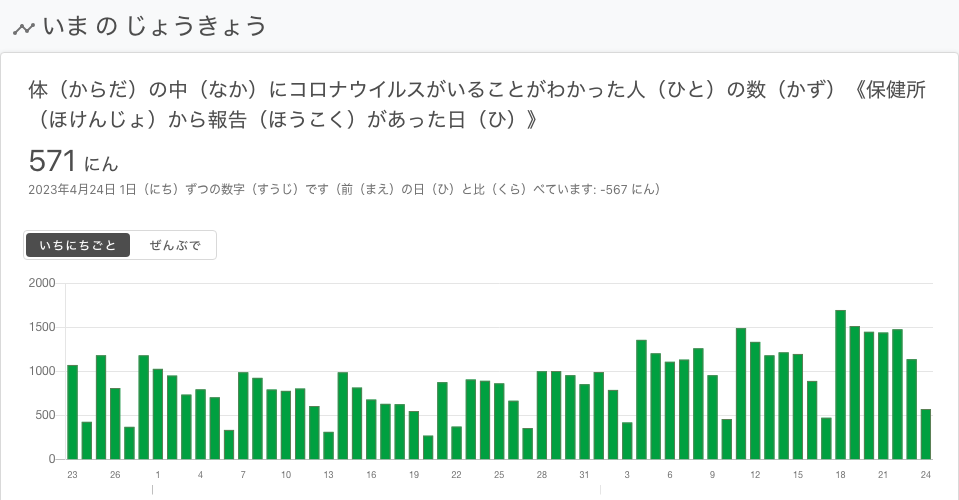 いま の じょうきょう
体（からだ）の中（なか）にコロナウイルスがいることがわかった人（ひと）の数（かず）《保健所
（ほけんじょ）から報告（ほうこく）があった日（ひ）》
571 にん
2023年4月24日 1日（にち）ずつの数字（すうじ）です（前（まえ）の日（ひ）と比（くら）べています: -567 にん）
いちにちごと ぜんぶで
2000
1500
1000
500
0
23 26 1 4 7 10 13 16 19 22 25 28 31 3 6 9 12 15 18 21 24